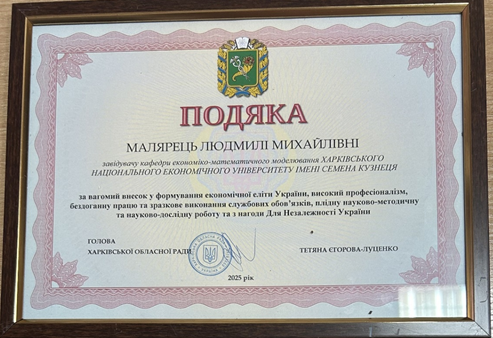 ПОДЯКА
МАЛЯРЕЦЬ ЛЮДМИЛІ МИХАЙЛІВНІ
завідувачу кафедри економіко-математичного моделювання ХАРКІВСЬКОГО
НАЦІОНАЛЬНОГО ЕКОНОМІЧНОГО УНІВЕРСИТЕТУ ІМЕНІ СЕМЕНА КУЗНЕЦЯ
за вагомий внесок у формування економічної еліти України, високий професіоналізм,
бездоганну працю та зразкове виконання службових обов'язків, плідну науково-методичну
та науково-дослідну роботу та з нагоди Для Незалежності України
ГОЛОВА
ХАРКІВСЬКОЇ ОБЛАСНОЇ РАДИ
ТЕТЯНА ЄГОРОВА-ЛУЦЕНКО
2025 рік